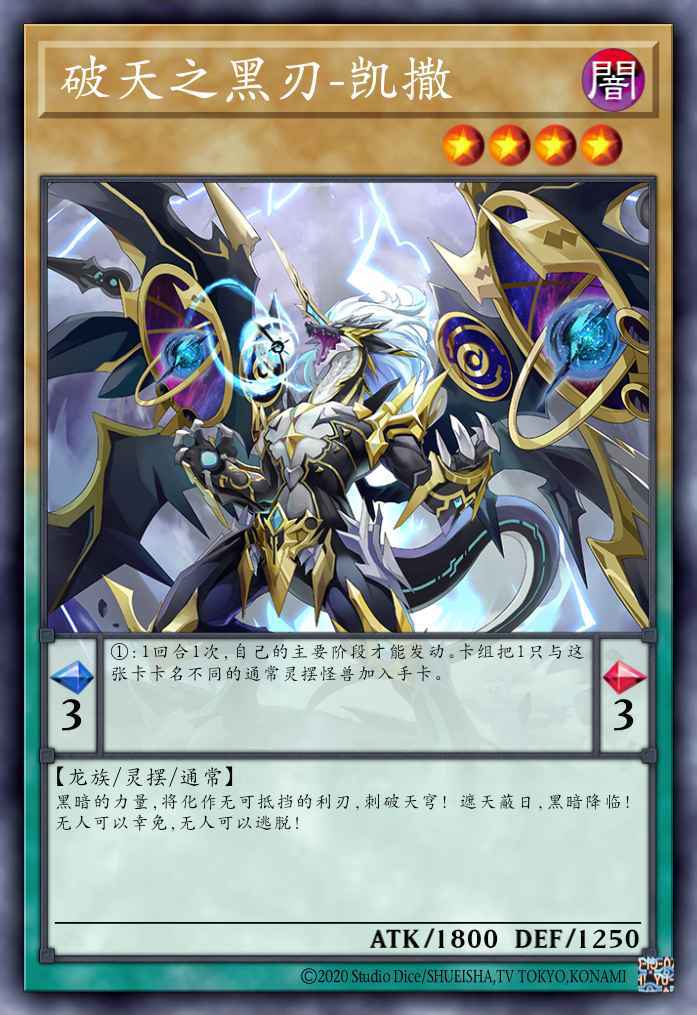 破天之黑刃-凯撒
闇
①:1回合1次,自己的主要阶段才能发动。卡组把1只与这
张卡卡名不同的通常灵摆怪兽加入手卡。
3
3
【龙族/灵摆/通常】
黑暗的力量,将化作无可抵挡的利刃,刺破天穹! 遮天蔽日,黑暗降临!
无人可以幸免,无人可以逃脱!
ATK/1800 DEF/1250
©2020 Studio Dice/SHUEISHA,TV TOKYO,KONAMI